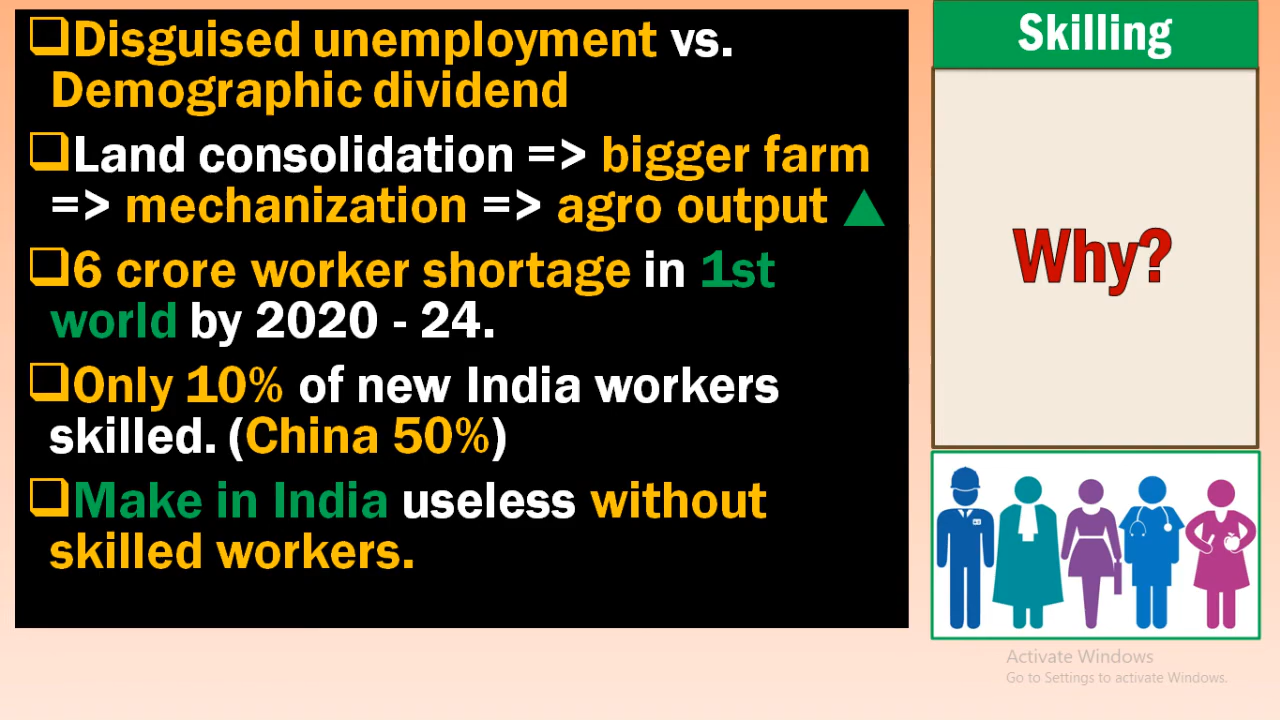 ❑Disguised unemployment vs.
Demographic dividend
❑Land consolidation => bigger farm
=> mechanization => agro output ▲
❑6 crore worker shortage in 1st
world by 2020 - 24.
❑Only 10% of new India workers
skilled. (China 50%)
❑Make in India useless without
skilled workers.
Skilling
Why?
Activate Windows
Go to Settings to activate Windows.